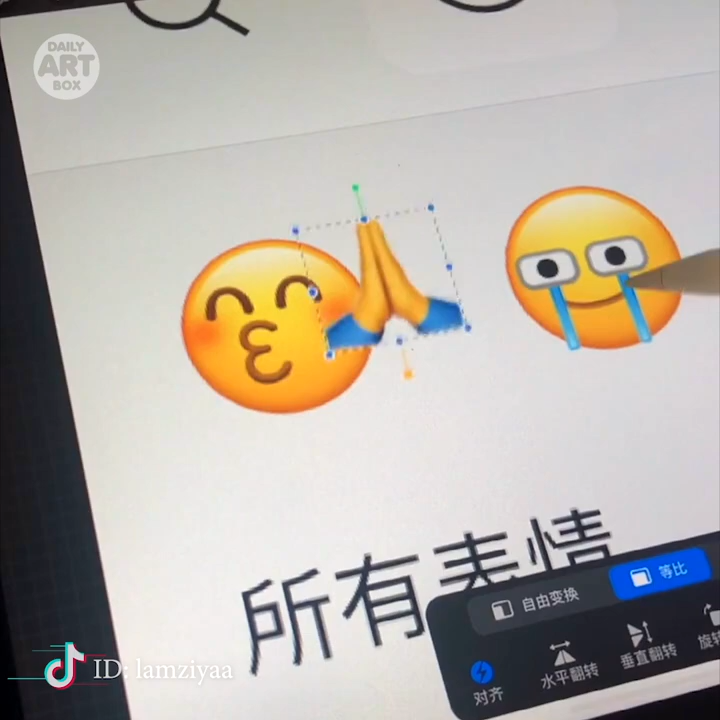 DAILY
ART
BOX
所有表情
自由变换
等比
对齐
水平翻转
垂直翻转
旋转
ID: lamziyaa